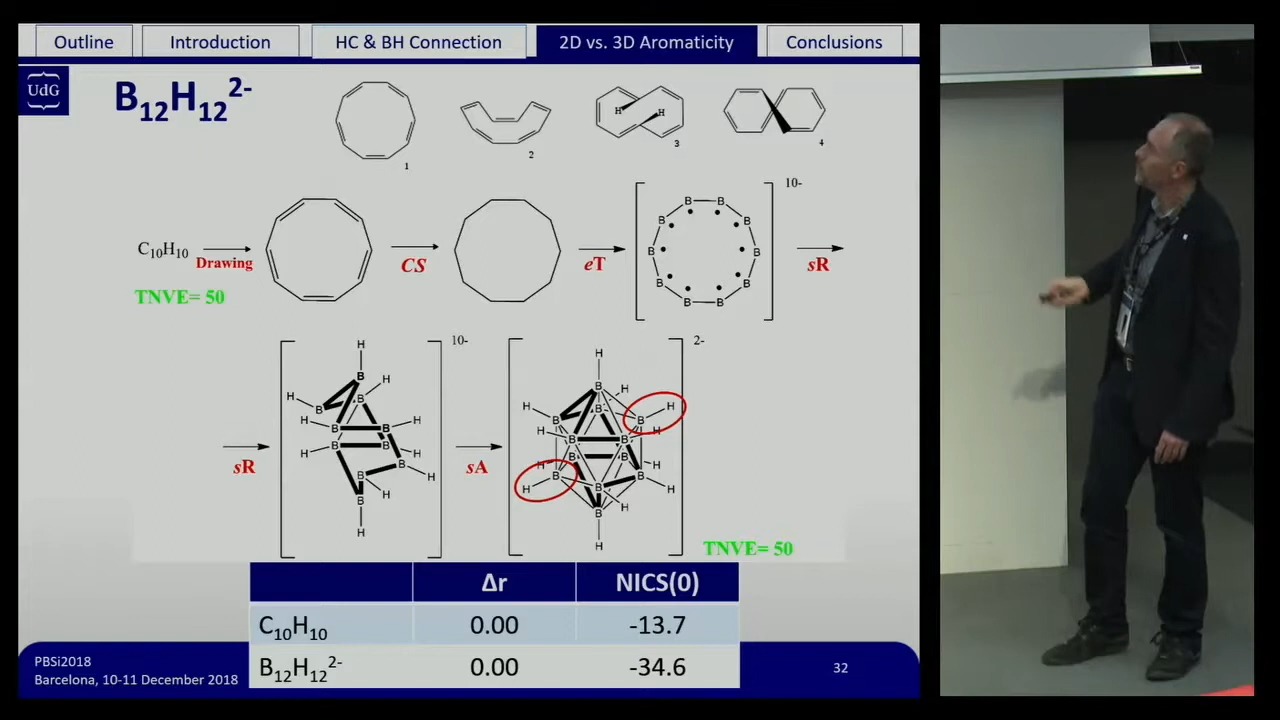 Outline Introduction HC & BH Connection 2D vs. 3D Aromaticity Conclusions
UdG
B₁₂H₁₂²⁻
H H
1 2 3 4
C₁₀H₁₀ Drawing CS eT sR
TNVE= 50
B B B B B B B B B B
10-
sR sA
10-
H B H B B H H B B H H B B H B H B H B H
2-
H B H B H B H B H B H B H B H B H B H B H B H B H
TNVE= 50
Δr NICS(0)
C₁₀H₁₀ 0.00 -13.7
B₁₂H₁₂²⁻ 0.00 -34.6
PBSi2018
Barcelona, 10-11 December 2018
32